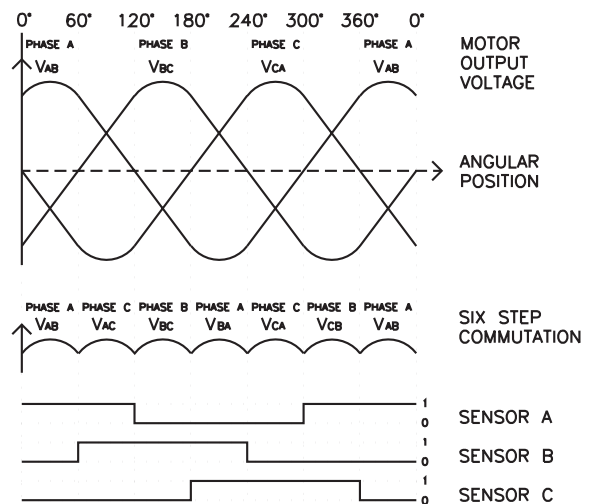 0° 60° 120° 180° 240° 300° 360° 0°
PHASE A PHASE B PHASE C PHASE A
VAB VBC VCA VAB
MOTOR
OUTPUT
VOLTAGE
ANGULAR
POSITION
PHASE A PHASE C PHASE B PHASE A PHASE C PHASE B PHASE A
VAB VAC VBC VBA VCA VCB VAB
SIX STEP
COMMUTATION
1
0
SENSOR A
1
0
SENSOR B
1
0
SENSOR C